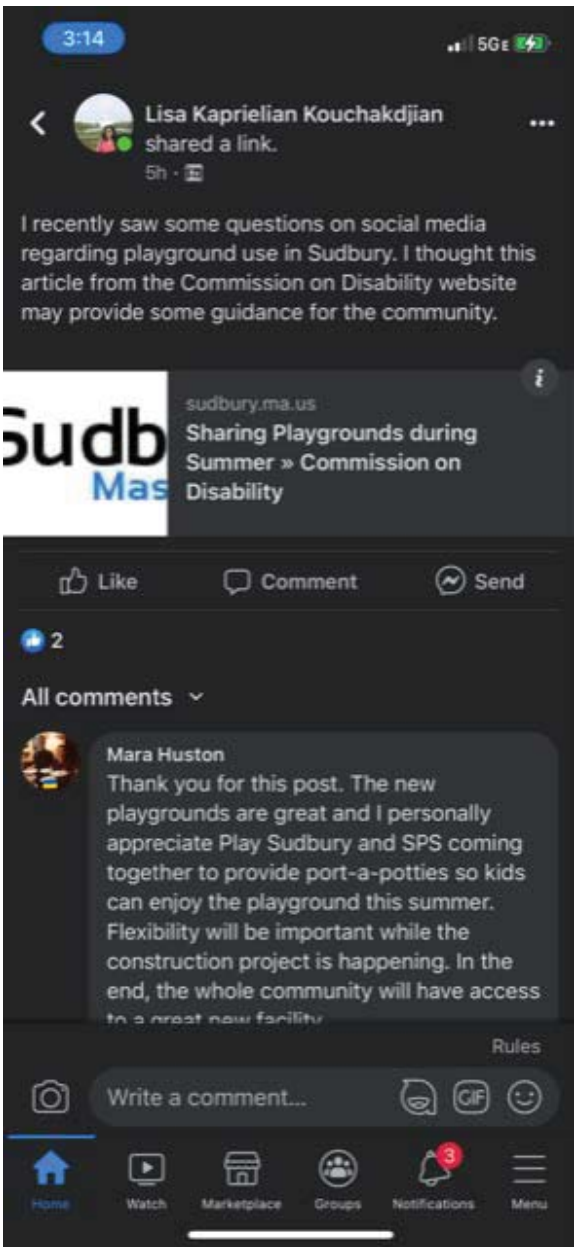 3:14
5GE
Lisa Kaprielian Kouchakdjian
shared a link.
5h ·
I recently saw some questions on social media
regarding playground use in Sudbury. I thought this
article from the Commission on Disability website
may provide some guidance for the community.
Sudb
Mas
sudbury.ma.us
Sharing Playgrounds during
Summer » Commission on
Disability
i
Like
Comment
Send
2
All comments
Mara Huston
Thank you for this post. The new
playgrounds are great and I personally
appreciate Play Sudbury and SPS coming
together to provide port-a-potties so kids
can enjoy the playground this summer.
Flexibility will be important while the
construction project is happening. In the
end, the whole community will have access
to a great new facility
Rules
Write a comment...
GIF
3
Home
Watch
Marketplace
Groups
Notifications
Menu